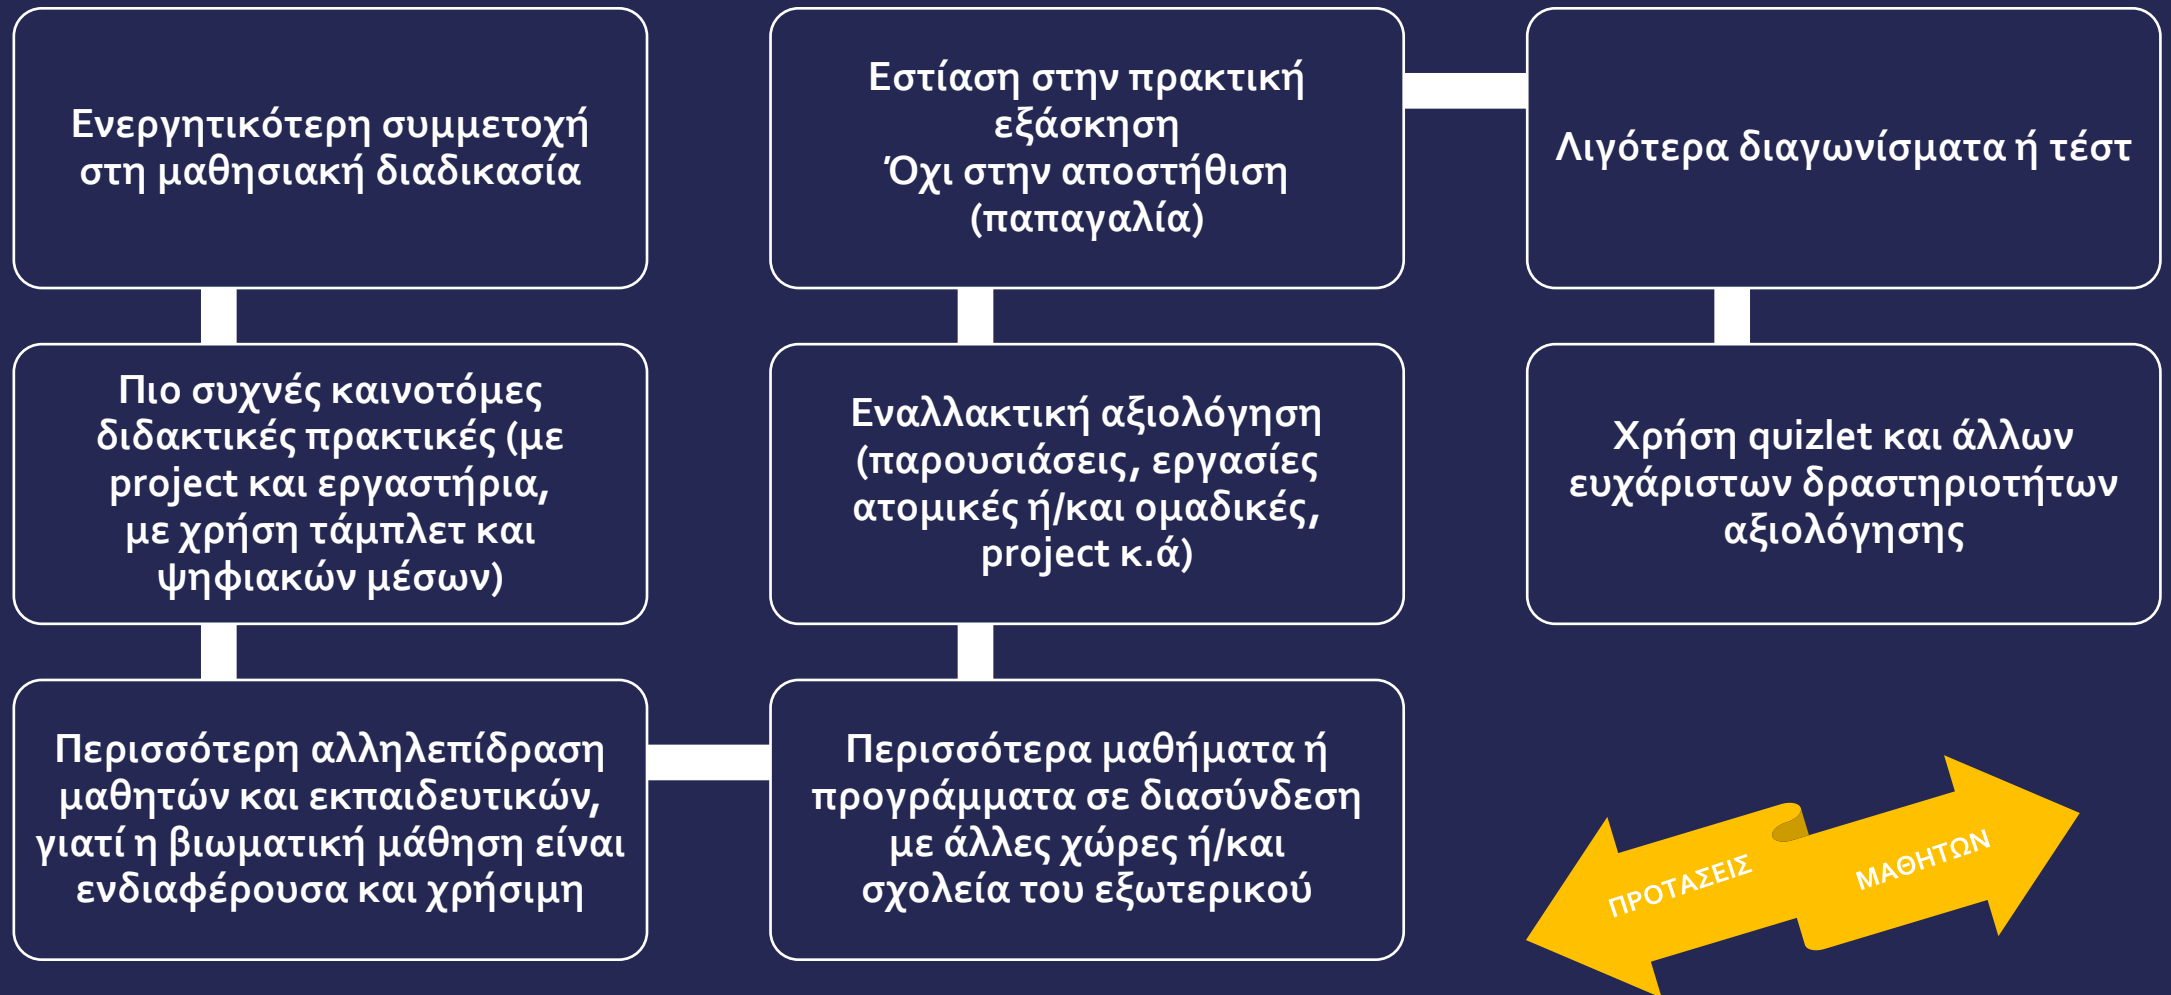 Ενεργητικότερη συμμετοχή
στη μαθησιακή διαδικασία
Πιο συχνές καινοτόμες
διδακτικές πρακτικές (με
project και εργαστήρια,
με χρήση τάμπλετ και
ψηφιακών μέσων)
Περισσότερη αλληλεπίδραση
μαθητών και εκπαιδευτικών,
γιατί η βιωματική μάθηση είναι
ενδιαφέρουσα και χρήσιμη
Περισσότερα μαθήματα ή
προγράμματα σε διασύνδεση
με άλλες χώρες ή/και
σχολεία του εξωτερικού
Εναλλακτική αξιολόγηση
(παρουσιάσεις, εργασίες
ατομικές ή/και ομαδικές,
project κ.ά)
Εστίαση στην πρακτική
εξάσκηση
Όχι στην αποστήθιση
(παπαγαλία)
Λιγότερα διαγωνίσματα ή τέστ
Χρήση quizlet και άλλων
ευχάριστων δραστηριοτήτων
αξιολόγησης
ΠΡΟΤΑΣΕΙΣ
ΜΑΘΗΤΩΝ